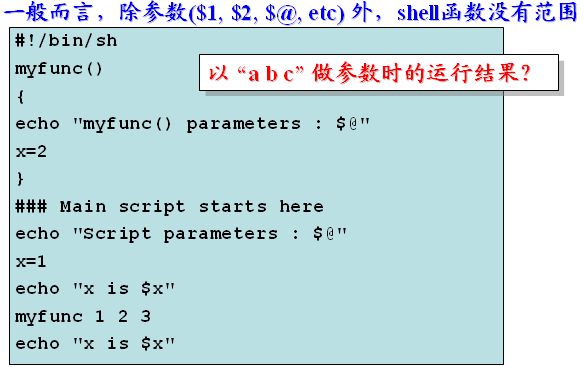 一般而言，除参数($1, $2, $@, etc) 外，shell函数没有范围
#!/bin/sh
myfunc()
以 “a b c” 做参数时的运行结果？
{
echo "myfunc() parameters : $@"
x=2
}
### Main script starts here
echo "Script parameters : $@"
x=1
echo "x is $x"
myfunc 1 2 3
echo "x is $x"